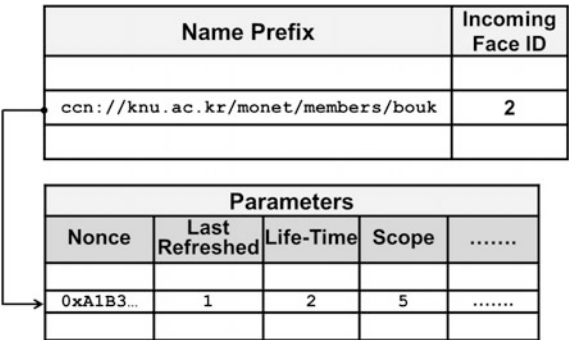 Name Prefix Incoming
Face ID
ccn://knu.ac.kr/monet/members/bouk 2
Parameters
Nonce Last Refreshed Life-Time Scope .......
0xA1B3... 1 2 5 .......